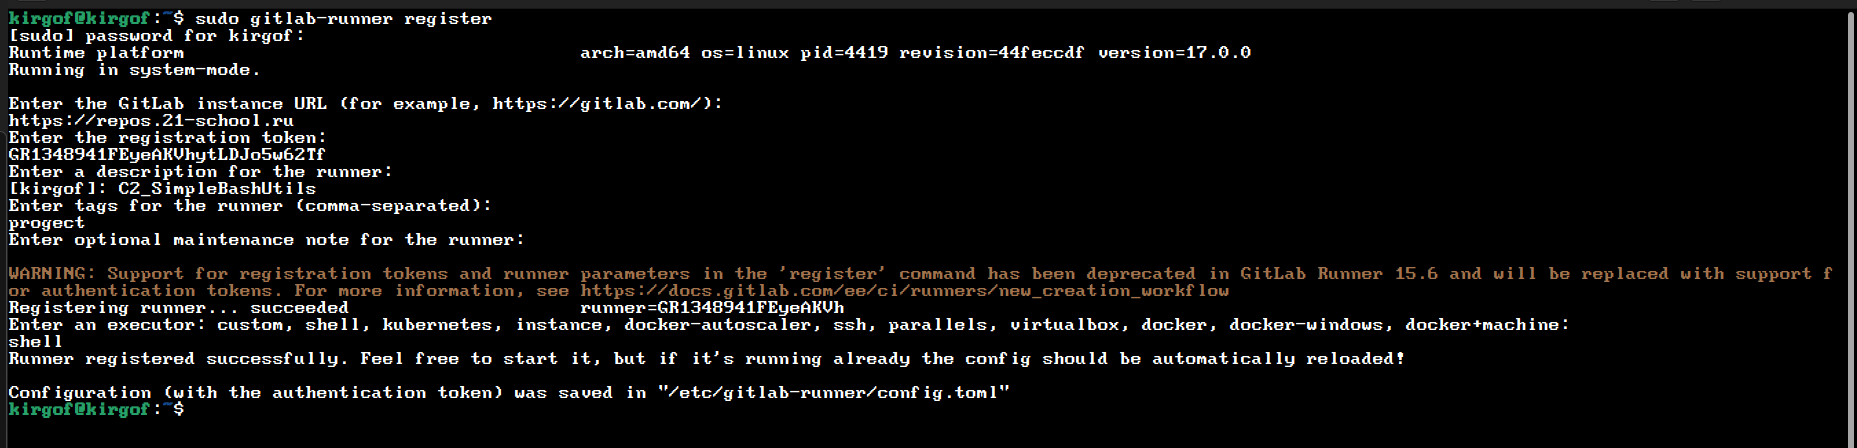 kirgof@kirgof:~$ sudo gitlab-runner register
[sudo] password for kirgof:
Runtime platform                                    arch=amd64 os=linux pid=4419 revision=44feccdf version=17.0.0
Running in system-mode.
Enter the GitLab instance URL (for example, https://gitlab.com/):
https://repos.21-school.ru
Enter the registration token:
GR1348941FEyeAKVhytLDJo5w62Tf
Enter a description for the runner:
[kirgof]: C2_SimpleBashUtils
Enter tags for the runner (comma-separated):
progect
Enter optional maintenance note for the runner:
WARNING: Support for registration tokens and runner parameters in the 'register' command has been deprecated in GitLab Runner 15.6 and will be replaced with support f
or authentication tokens. For more information, see https://docs.gitlab.com/ee/ci/runners/new_creation_workflow
Registering runner... succeeded                     runner=GR1348941FEyeAKVh
Enter an executor: custom, shell, kubernetes, instance, docker-autoscaler, ssh, parallels, virtualbox, docker, docker-windows, docker+machine:
shell
Runner registered successfully. Feel free to start it, but if it's running already the config should be automatically reloaded!
Configuration (with the authentication token) was saved in "/etc/gitlab-runner/config.toml"
kirgof@kirgof:~$